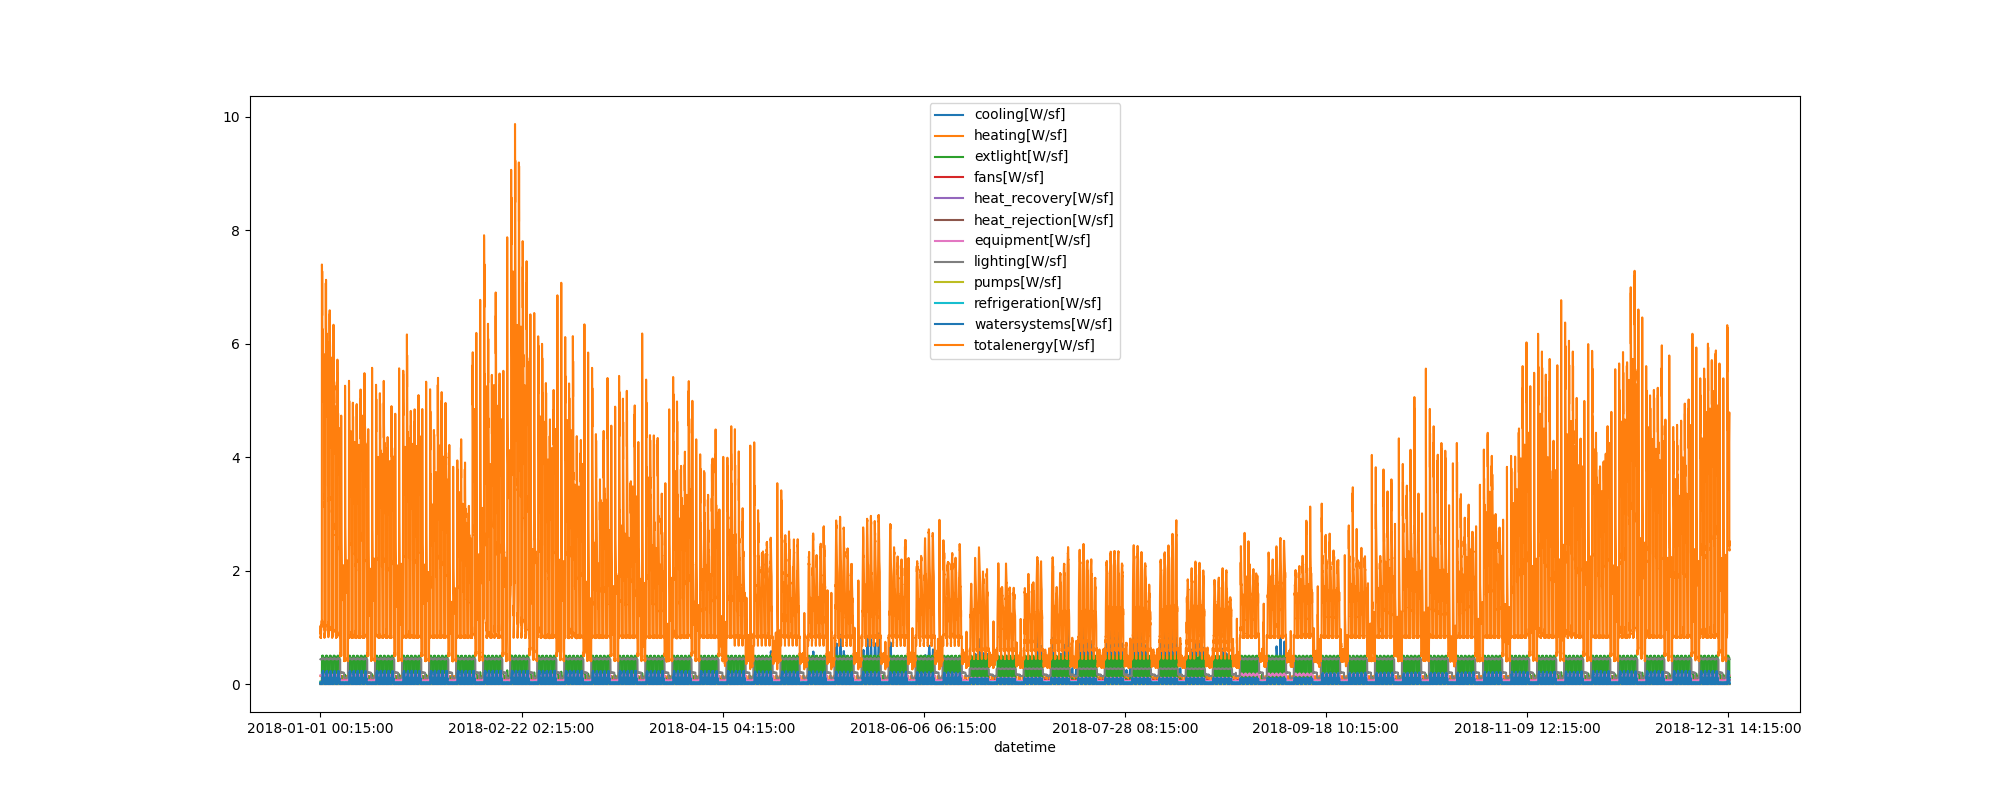 10
8
6
4
2
0
cooling[W/sf]
heating[W/sf]
extlight[W/sf]
fans[W/sf]
heat_recovery[W/sf]
heat_rejection[W/sf]
equipment[W/sf]
lighting[W/sf]
pumps[W/sf]
refrigeration[W/sf]
watersystems[W/sf]
totalenergy[W/sf]
2018-01-01 00:15:00 2018-02-22 02:15:00 2018-04-15 04:15:00 2018-06-06 06:15:00 2018-07-28 08:15:00 2018-09-18 10:15:00 2018-11-09 12:15:00 2018-12-31 14:15:00
datetime